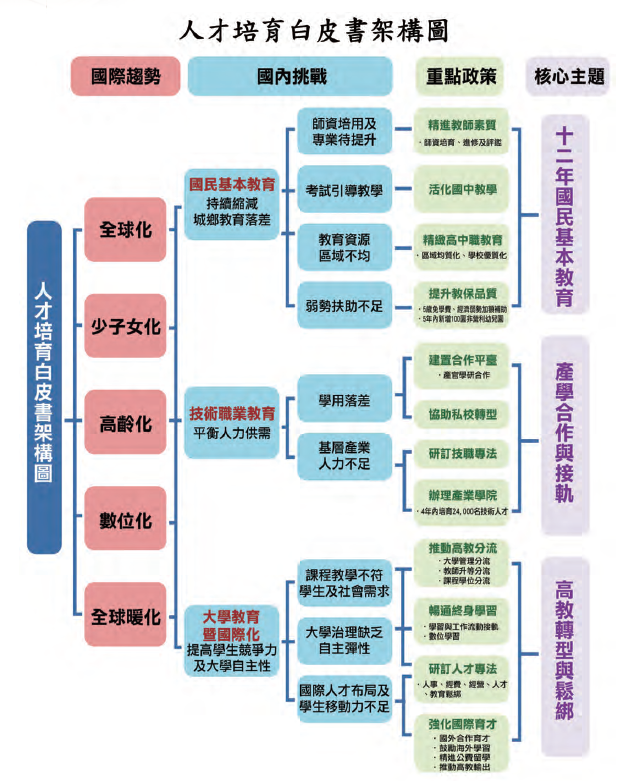 人才培育白皮書架構圖
國際趨勢
國內挑戰
重點政策
核心主題
人才培育白皮書架構圖
全球化
少子女化
高齡化
數位化
全球暖化
國民基本教育
持續縮減
城鄉教育落差
師資培用及
專業待提升
考試引導教學
教育資源
區域不均
弱勢扶助不足
精進教師素質
・師資培育、進修及評鑑
活化國中教學
精緻高中職教育
・區域均質化、學校優質化
提升教保品質
・5歲免學費、經濟弱勢加額補助
・5年內新增100園非營利幼兒園
十二年國民基本教育
技術職業教育
平衡人力供需
學用落差
基層產業
人力不足
建置合作平臺
・產官學研合作
協助私校轉型
研訂技職專法
辦理產業學院
・4年內培育24,000名技術人才
產學合作與接軌
大學教育
暨國際化
提高學生競爭力
及大學自主性
課程教學不符
學生及社會需求
大學治理缺乏
自主彈性
國際人才布局及
學生移動力不足
推動高教分流
・大學管理分流
・教師升等分流
・課程學位分流
暢通終身學習
・學習與工作流動接軌
・數位學習
研訂人才專法
・人事、經費、經營、人才
、教育鬆綁
強化國際育才
・國外合作育才
・鼓勵海外學習
・精進公費留學
・推動高教輸出
高教轉型與鬆綁